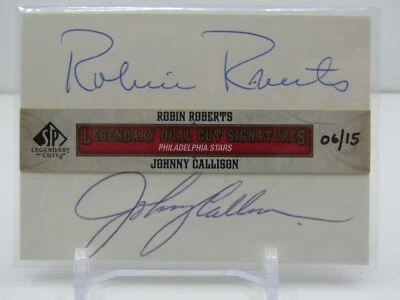 Robin Roberts
ROBIN ROBERTS
SP
LEGENDARY CUTS
LEGENDARY DUAL CUT SIGNATURES
06/15
PHILADELPHIA STARS
JOHNNY CALLISON
Johnny Callison